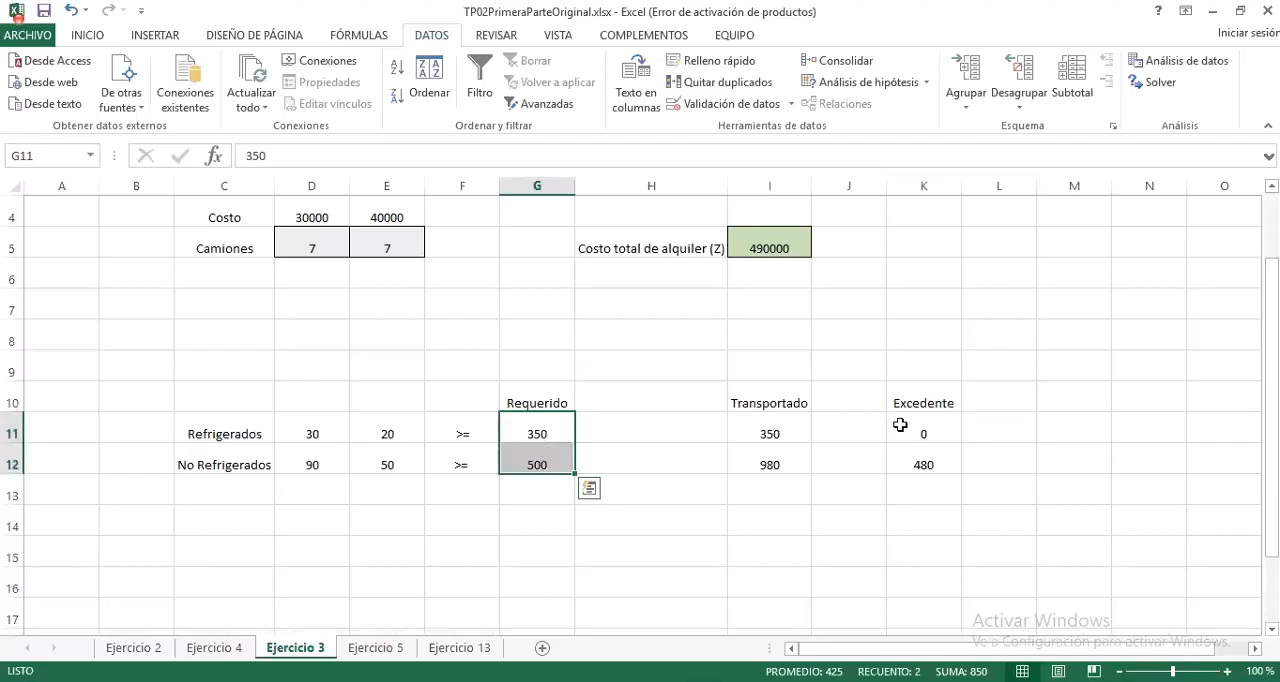 TP02PrimeraParteOriginal.xlsx - Excel (Error de activación de productos)
ARCHIVO INICIO INSERTAR DISEÑO DE PÁGINA FÓRMULAS DATOS REVISAR VISTA COMPLEMENTOS EQUIPO Iniciar sesión
Desde Access
Desde web
Desde texto
De otras fuentes
Conexiones existentes
Obtener datos externos
Actualizar todo
Conexiones
Propiedades
Editar vínculos
Conexiones
Ordenar
Filtro
Borrar
Volver a aplicar
Avanzadas
Ordenar y filtrar
Texto en columnas
Relleno rápido
Quitar duplicados
Validación de datos
Consolidar
Análisis de hipótesis
Relaciones
Herramientas de datos
Agrupar Desagrupar Subtotal
Esquema
Análisis de datos
Solver
Análisis
G11 fx 350
A B C D E F G H I J K L M N O
4 Costo 30000 40000
5 Camiones 7 7 Costo total de alquiler (Z) 490000
6
7
8
9
10 Requerido Transportado Excedente
11 Refrigerados 30 20 >= 350 350 0
12 No Refrigerados 90 50 >= 500 980 480
13
14
15
16
17
Activar Windows
Ve a Configuración para activar Windows.
Ejercicio 2 Ejercicio 4 Ejercicio 3 Ejercicio 5 Ejercicio 13
LISTO PROMEDIO: 425 RECUENTO: 2 SUMA: 850 100 %